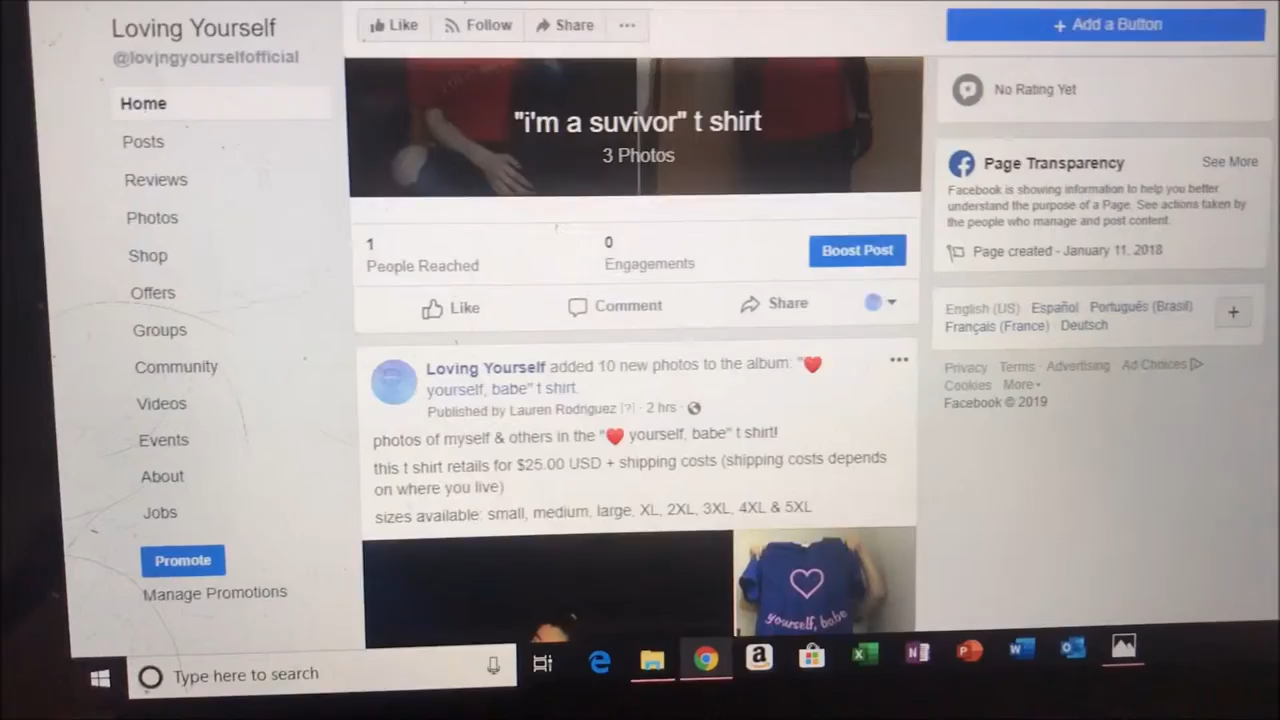 Loving Yourself
@lovingyourselfofficial
Home
Posts
Reviews
Photos
Shop
Offers
Groups
Community
Videos
Events
About
Jobs
Promote
Manage Promotions
Like
Follow
Share
"i'm a suvivor" t shirt
3 Photos
1
People Reached
0
Engagements
Boost Post
Like
Comment
Share
Loving Yourself added 10 new photos to the album: "❤
yourself, babe" t shirt.
Published by Lauren Rodriguez [?] · 2 hrs ·
photos of myself & others in the "❤ yourself, babe" t shirt!
this t shirt retails for $25.00 USD + shipping costs (shipping costs depends
on where you live)
sizes available: small, medium, large, XL, 2XL, 3XL, 4XL & 5XL
yourself, babe
+ Add a Button
No Rating Yet
Page Transparency
See More
Facebook is showing information to help you better
understand the purpose of a Page. See actions taken by
the people who manage and post content.
Page created - January 11, 2018
English (US) · Español · Português (Brasil) ·
Français (France) · Deutsch
Privacy · Terms · Advertising · Ad Choices
Cookies · More
Facebook © 2019
Type here to search